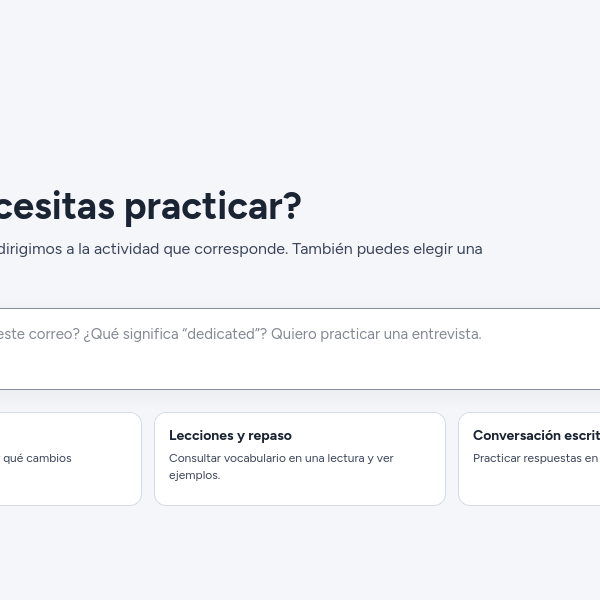 cesitas practicar?
dirigimos a la actividad que corresponde. También puedes elegir una
este correo? ¿Qué significa “dedicated”? Quiero practicar una entrevista.
qué cambios
Lecciones y repaso
Consultar vocabulario en una lectura y ver
ejemplos.
Conversación escrit
Practicar respuestas en